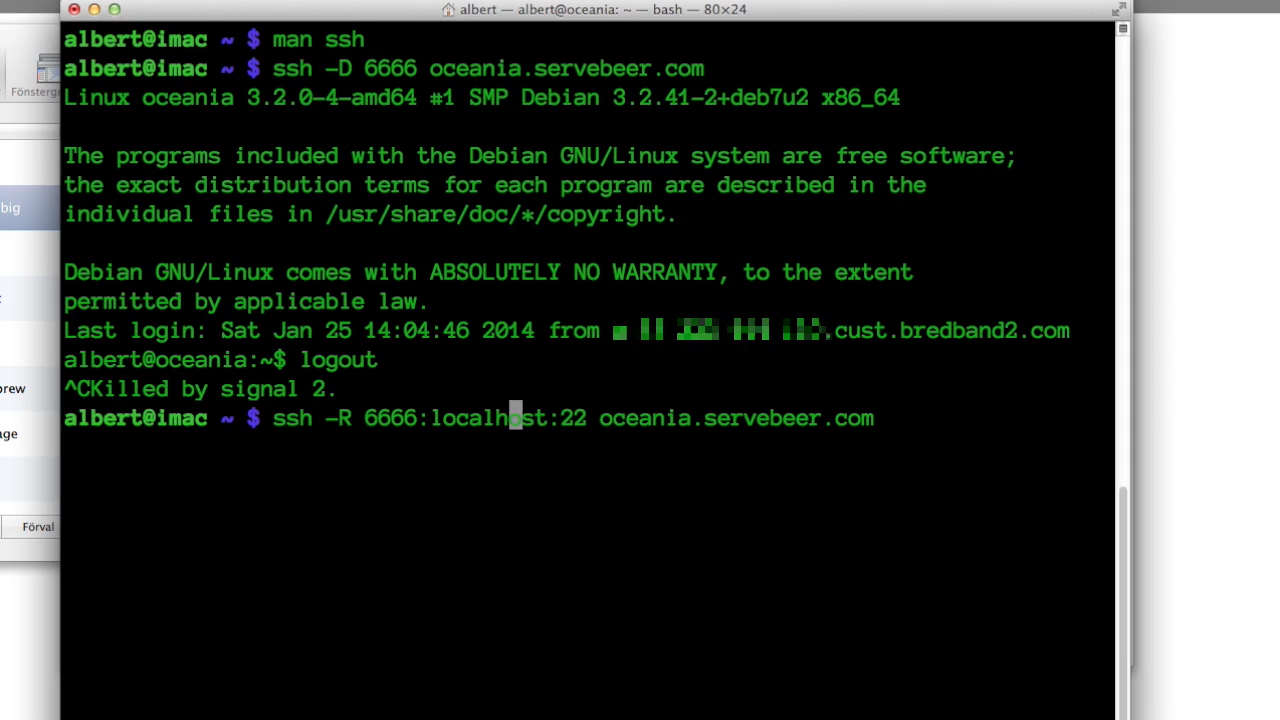 albert — albert@oceania: ~ — bash — 80×24
albert@imac ~ $ man ssh
albert@imac ~ $ ssh -D 6666 oceania.servebeer.com
Linux oceania 3.2.0-4-amd64 #1 SMP Debian 3.2.41-2+deb7u2 x86_64
The programs included with the Debian GNU/Linux system are free software;
the exact distribution terms for each program are described in the
individual files in /usr/share/doc/*/copyright.
Debian GNU/Linux comes with ABSOLUTELY NO WARRANTY, to the extent
permitted by applicable law.
Last login: Sat Jan 25 14:04:46 2014 from .cust.bredband2.com
albert@oceania:~$ logout
^CKilled by signal 2.
albert@imac ~ $ ssh -R 6666:localhost:22 oceania.servebeer.com
Fönstergr
big
rew
ge
Förval